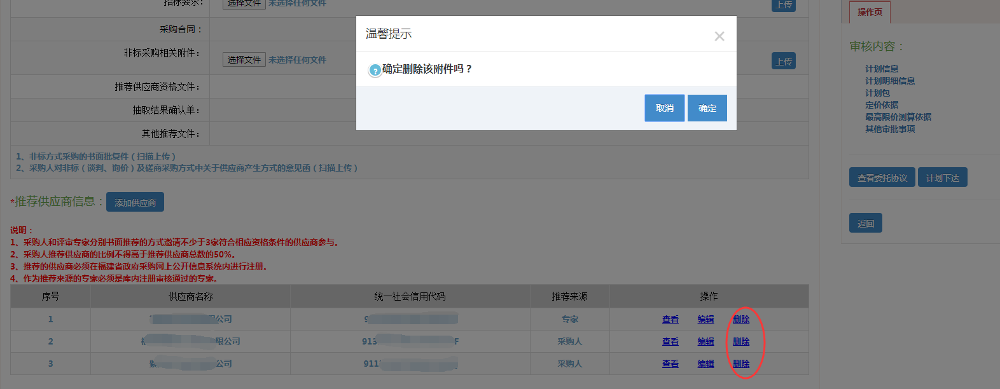 招标要求：
选择文件 未选择任何文件
上传
采购合同：
非标采购相关附件：
选择文件 未选择任何文件
上传
推荐供应商资格文件：
抽取结果确认单：
其他推荐文件：
1、非标方式采购的书面批复件（扫描上传）
2、采购人对非标（谈判、询价）及磋商采购方式中关于供应商产生方式的意见函（扫描上传）
温馨提示
×
?确定删除该附件吗？
取消 确定
*推荐供应商信息：添加供应商
说明：
1、采购人和评审专家分别书面推荐的方式邀请不少于3家符合相应资格条件的供应商参与。
2、采购人推荐供应商的比例不得高于推荐供应商总数的50%。
3、推荐的供应商必须在福建省政府采购网上公开信息系统内进行注册。
4、作为推荐来源的专家必须是库内注册审核通过的专家。
序号 供应商名称 统一社会信用代码 推荐来源 操作
1 公司 9 专家 查看 编辑 删除
2 限公司 913 F 采购人 查看 编辑 删除
3 公司 911 采购人 查看 编辑 删除
操作页
审核内容：
计划信息
计划明细信息
计划包
定价依据
最高限价测算依据
其他审批事项
查看委托协议 计划下达
返回